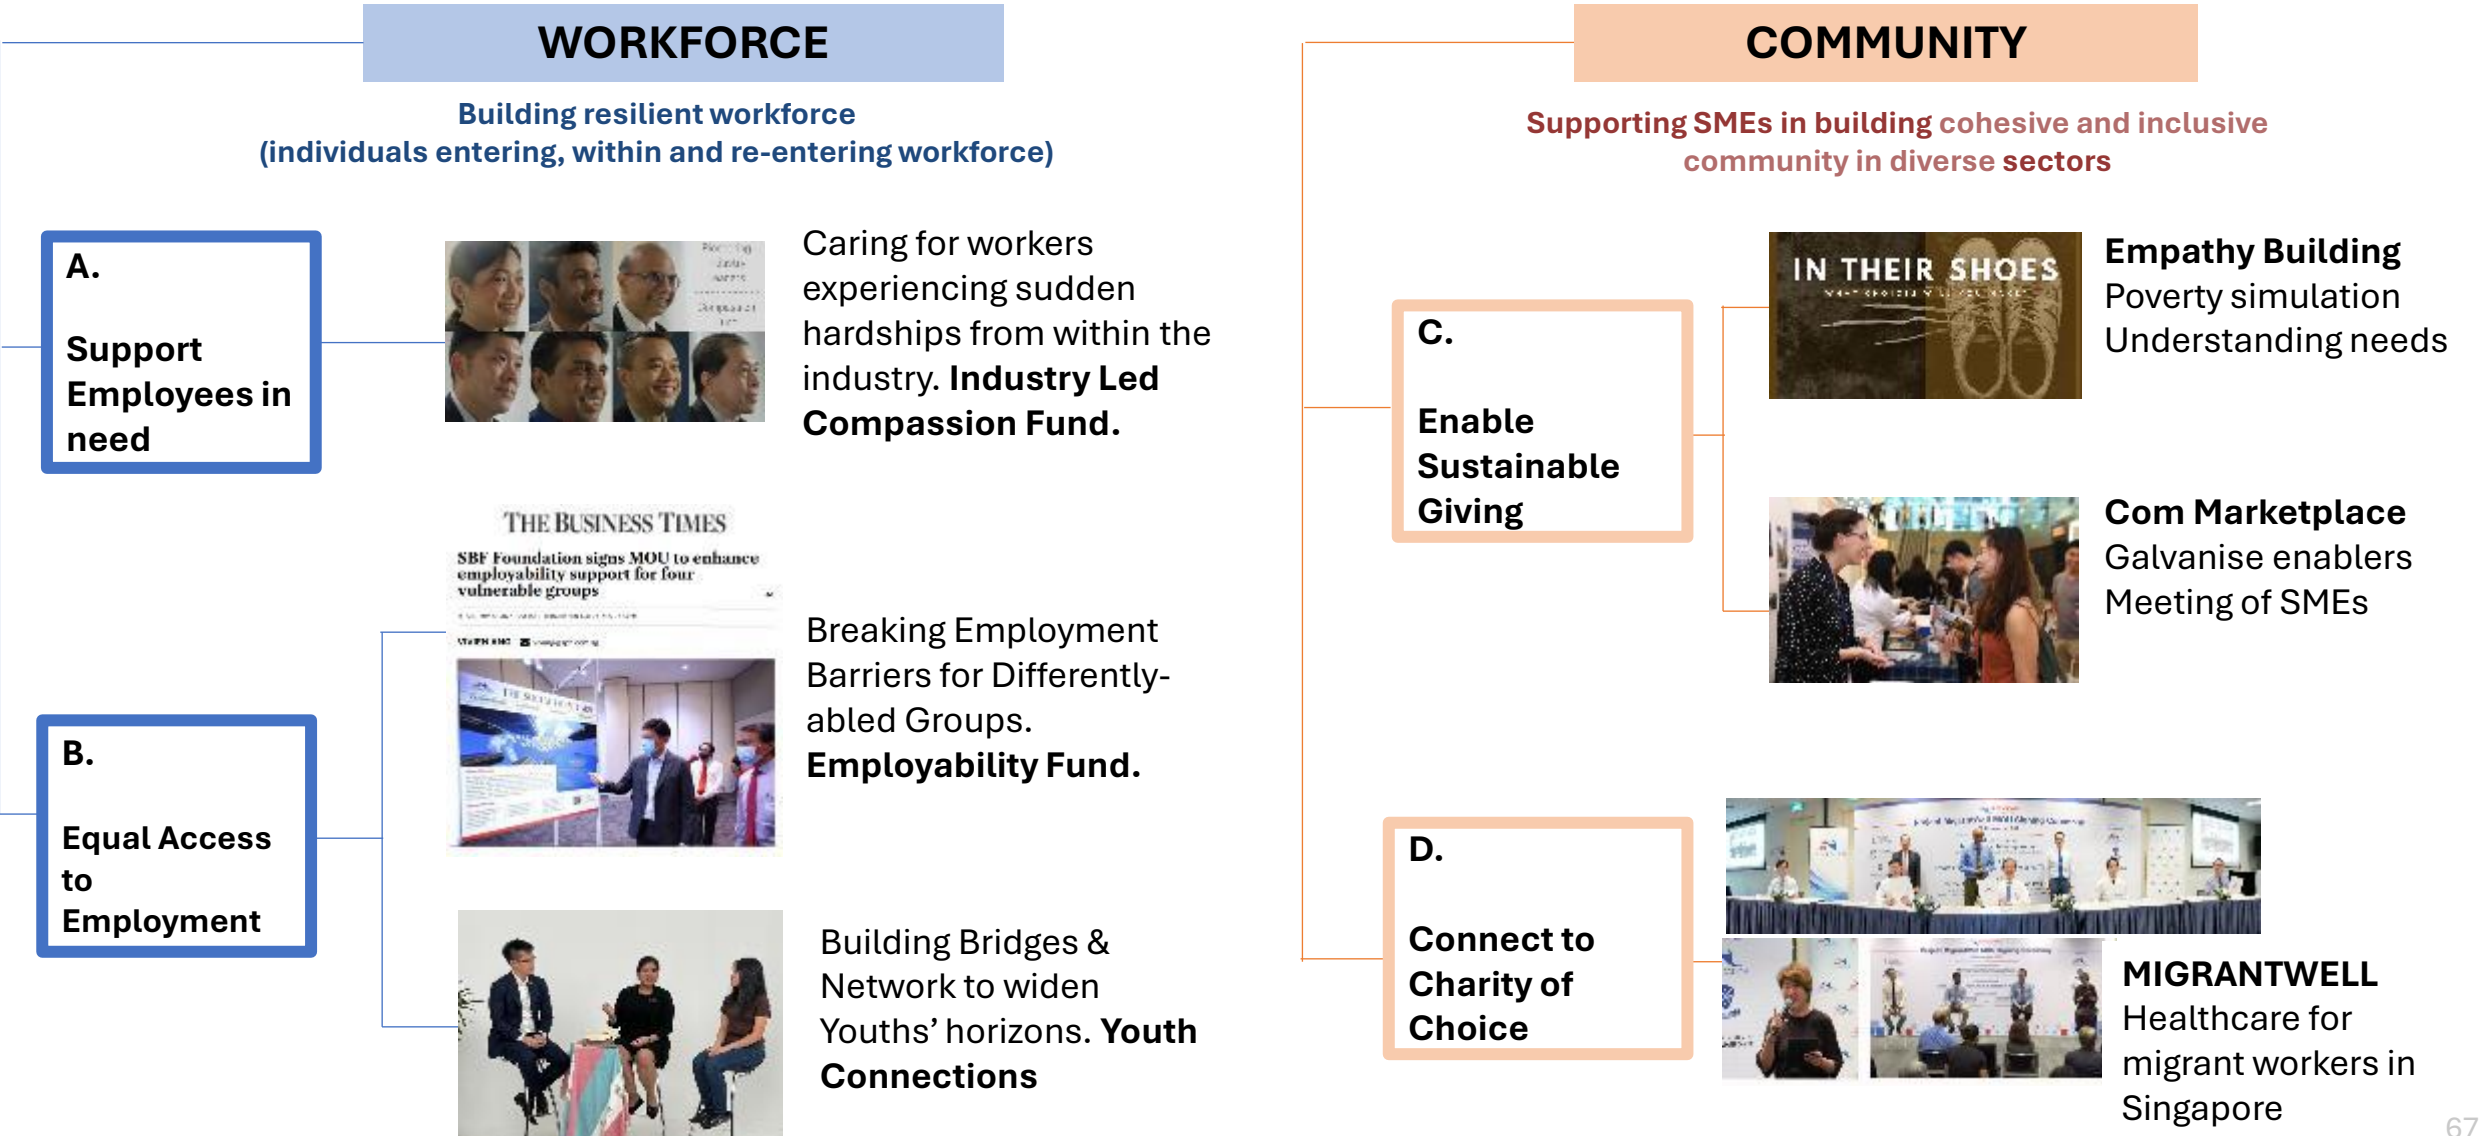 WORKFORCE
Building resilient workforce
(individuals entering, within and re-entering workforce)
A.
Support
Employees in
need
Caring for workers
experiencing sudden
hardships from within the
industry. Industry Led
Compassion Fund.
THE BUSINESS TIMES
SBF Foundation signs MOU to enhance
employability support for four
vulnerable groups
B.
Equal Access
to
Employment
Breaking Employment
Barriers for Differently-
abled Groups.
Employability Fund.
Building Bridges &
Network to widen
Youths' horizons. Youth
Connections
COMMUNITY
Supporting SMEs in building cohesive and inclusive
community in diverse sectors
C.
Enable
Sustainable
Giving
IN THEIR SHOES
Empathy Building
Poverty simulation
Understanding needs
Com Marketplace
Galvanise enablers
Meeting of SMEs
D.
Connect to
Charity of
Choice
MIGRANTWELL
Healthcare for
migrant workers in
Singapore
67